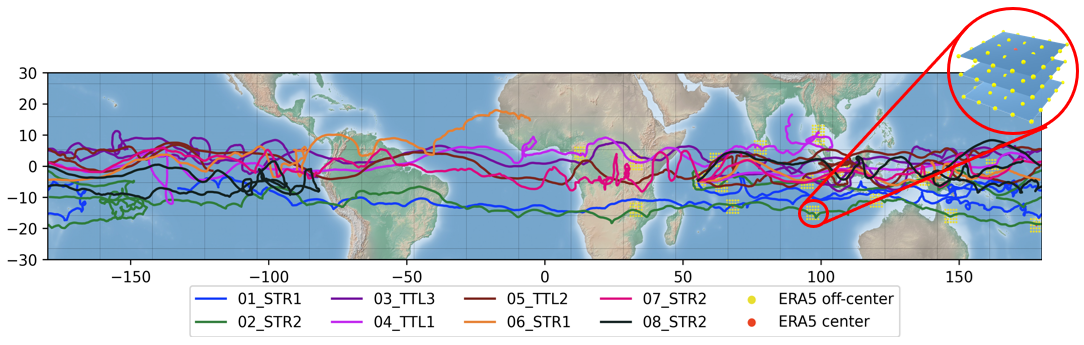 30
20
10
0
−10
−20
−30
−150
−100
−50
0
50
100
150
01_STR1
03_TTL3
05_TTL2
07_STR2
ERA5 off-center
02_STR2
04_TTL1
06_STR1
08_STR2
ERA5 center